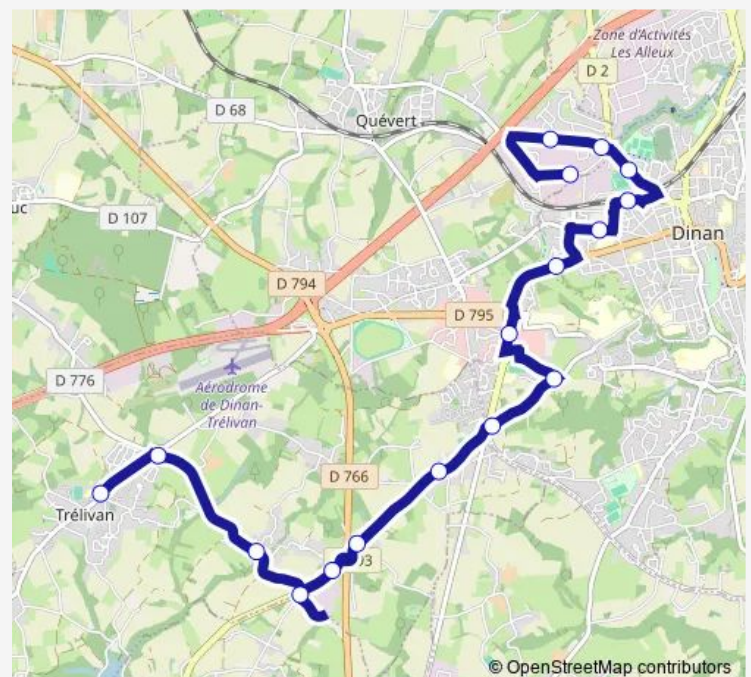 Zone d'Activités
Les Alleux
D 2
D 68
Quévert
uc
D 107
Dinan
D 794
D 795
D 776
Aérodrome
de Dinan-
Trélivan
D 766
Trélivan
03
© OpenStreetMap contributors